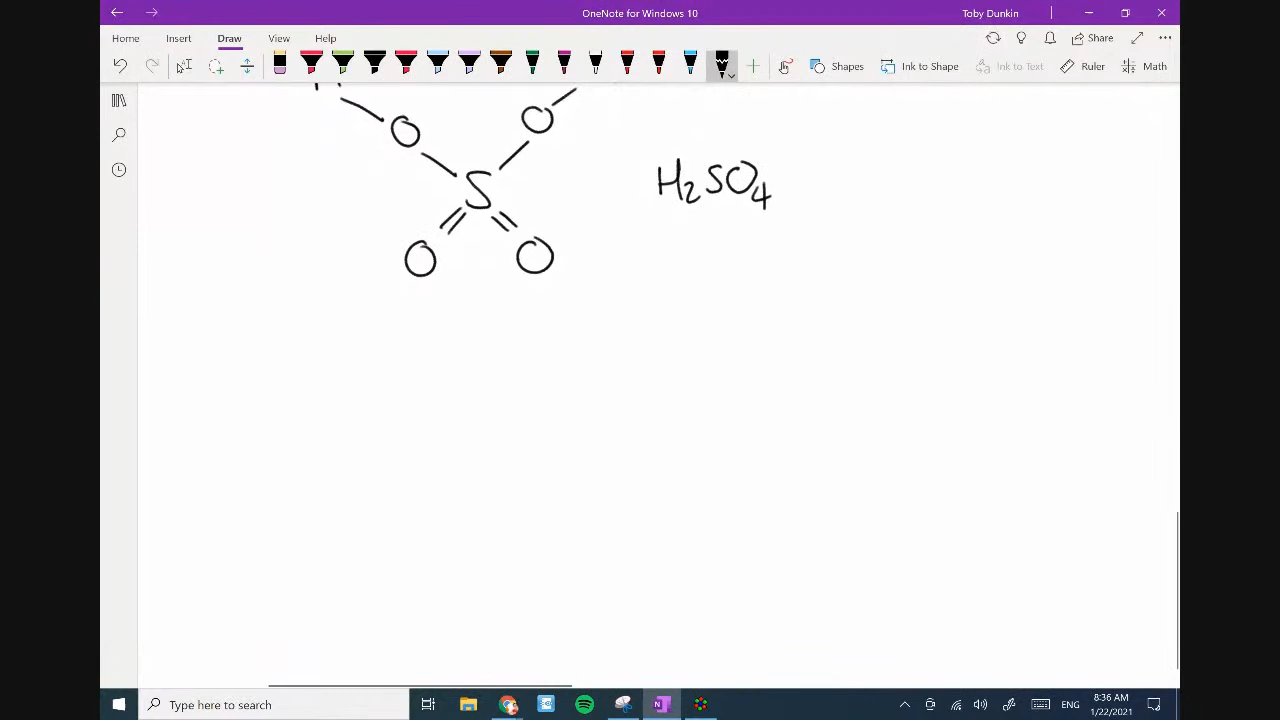 OneNote for Windows 10
Toby Dunkin
Home Insert Draw View Help
Share
Shapes Ink to Shape Ink to Text Ruler Math
O O
H₂SO₄
S
O O
Type here to search
ENG
8:36 AM
1/22/2021